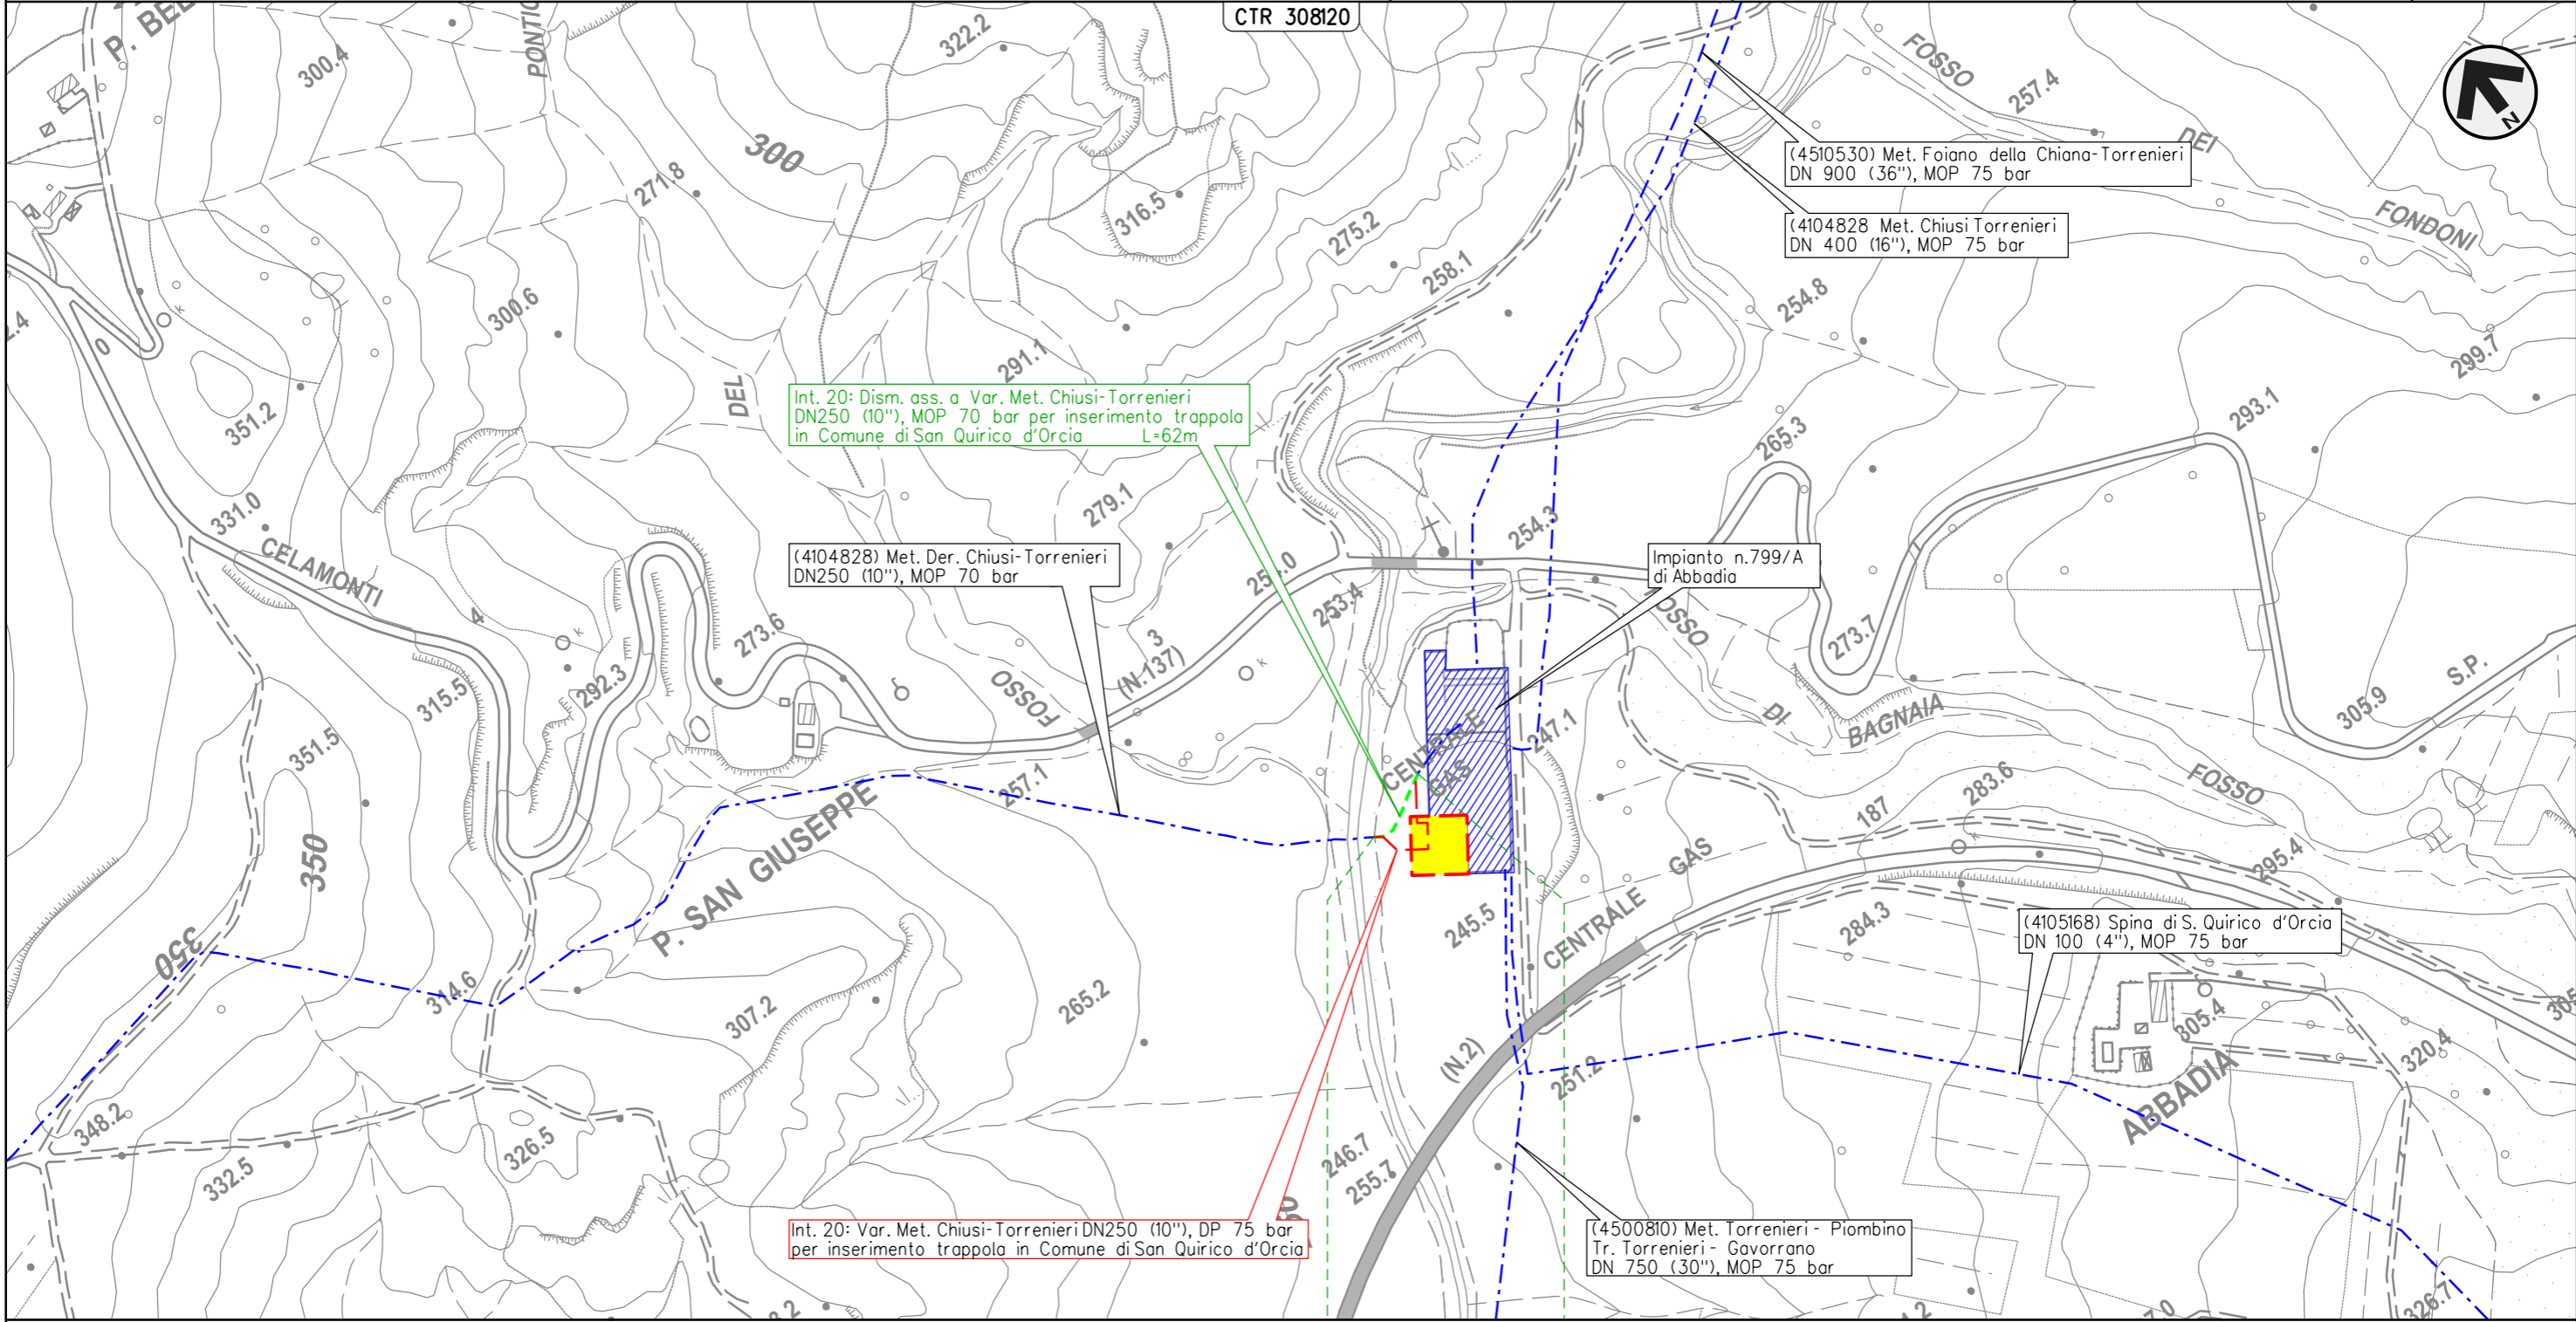 CTR 308120
P. BEL
PONTIC
322.2
300.4
FOSSO
257.4
DEI
FONDONI
N
(4510530) Met. Foiano della Chiana-Torrenieri
DN 900 (36"), MOP 75 bar
(4104828 Met. Chiusi Torrenieri
DN 400 (16"), MOP 75 bar
300
271.8
316.5
275.2
258.1
254.8
300.6
291.1
299.7
2.4
0
k
351.2
DEL
Int. 20: Dism. ass. a Var. Met. Chiusi-Torrenieri
DN250 (10"), MOP 70 bar per inserimento trappola
in Comune di San Quirico d'Orcia L=62m
265.3
293.1
331.0
279.1
254.3
CELAMONTI
(4104828) Met. Der. Chiusi-Torrenieri
DN250 (10"), MOP 70 bar
253.4
Impianto n.799/A
di Abbadia
4
k
273.6
3
(N.137)
k
FOSSO
273.7
315.5
292.3
FOSSO
DI
BAGNAIA
S.P.
305.9
351.5
257.1
CENTRALE
GAS
247.1
FOSSO
283.6
187
k
350
P. SAN GIUSEPPE
GAS
CENTRALE
295.4
245.5
284.3
(4105168) Spina di S. Quirico d'Orcia
DN 100 (4"), MOP 75 bar
350
314.6
307.2
265.2
305.4
305
(N.2)
251.2
ABBADIA
320.4
348.2
326.5
332.5
246.7
255.7
Int. 20: Var. Met. Chiusi-Torrenieri DN250 (10"), DP 75 bar
per inserimento trappola in Comune di San Quirico d'Orcia
(4500810) Met. Torrenieri - Piombino
Tr. Torrenieri - Gavorrano
DN 750 (30"), MOP 75 bar
326.7